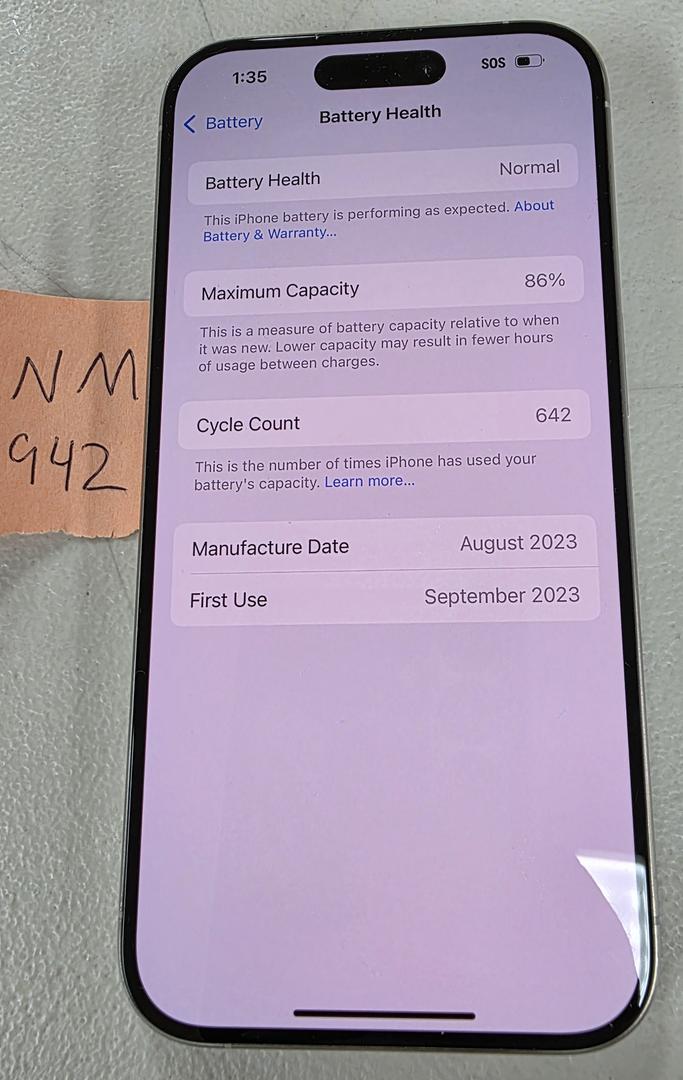 1:35 SOS
Battery Battery Health
Battery Health Normal
This iPhone battery is performing as expected. About
Battery & Warranty...
Maximum Capacity 86%
This is a measure of battery capacity relative to when
it was new. Lower capacity may result in fewer hours
of usage between charges.
Cycle Count 642
This is the number of times iPhone has used your
battery's capacity. Learn more...
Manufacture Date August 2023
First Use September 2023
NM
942